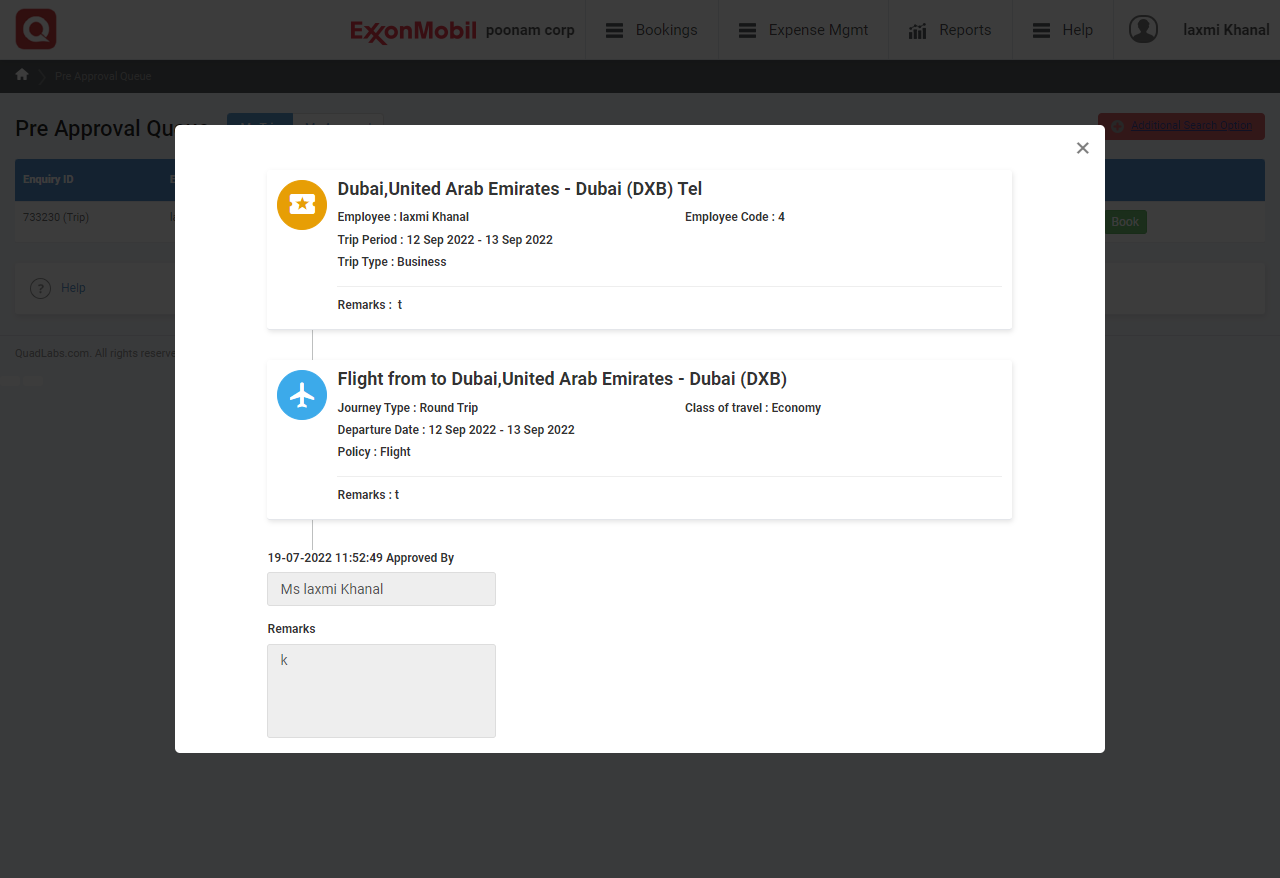 ExxonMobil poonam corp Bookings Expense Mgmt Reports Help laxmi Khanal
Pre Approval Queue
Pre Approval Qu
Additional Search Option
Enquiry ID
733230 (Trip)
Book
? Help
QuadLabs.com. All rights reserve
×
Dubai,United Arab Emirates - Dubai (DXB) Tel
Employee : laxmi Khanal Employee Code : 4
Trip Period : 12 Sep 2022 - 13 Sep 2022
Trip Type : Business
Remarks : t
Flight from to Dubai,United Arab Emirates - Dubai (DXB)
Journey Type : Round Trip Class of travel : Economy
Departure Date : 12 Sep 2022 - 13 Sep 2022
Policy : Flight
Remarks : t
19-07-2022 11:52:49 Approved By
Ms laxmi Khanal
Remarks
k